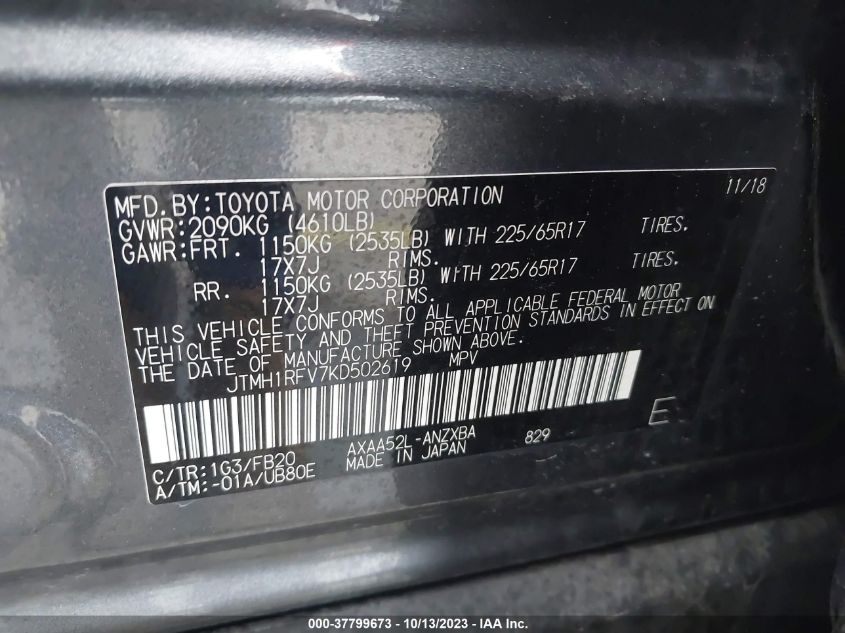 MFD.BY:TOYOTA MOTOR CORPORATION 11/18
GVWR:2090KG (4610LB)
GAWR:FRT. 1150KG (2535LB) WITH 225/65R17 TIRES.
17X7J RIMS.
RR. 1150KG (2535LB) WITH 225/65R17 TIRES.
17X7J RIMS.
THIS VEHICLE CONFORMS TO ALL APPLICABLE FEDERAL MOTOR
VEHICLE SAFETY AND THEFT PREVENTION STANDARDS IN EFFECT ON
THE DATE OF MANUFACTURE SHOWN ABOVE.
JTMH1RFV7KD502619 MPV
E
C/TR:1G3/FB20 AXAA52L-ANZXBA 829
A/TM:-01A/UB80E MADE IN JAPAN
000-37799673 - 10/13/2023 - IAA Inc.